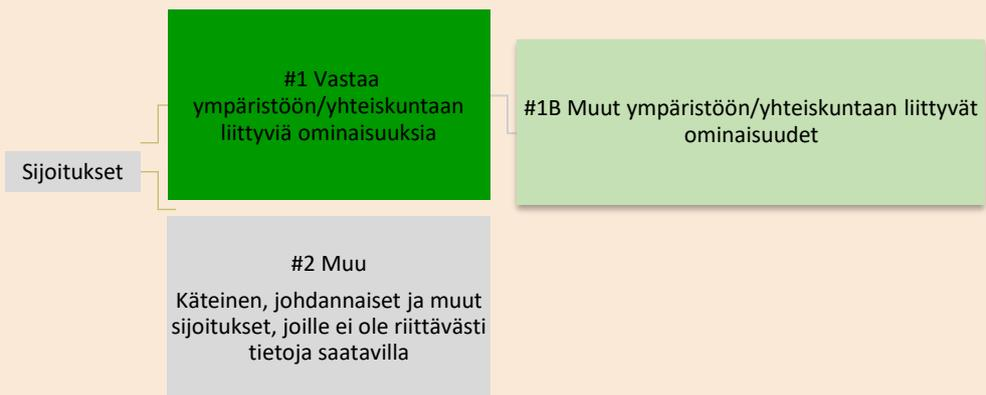 Sijoitukset
#1 Vastaa
ympäristöön/yhteiskuntaan
liittyviä ominaisuuksia
#1B Muut ympäristöön/yhteiskuntaan liittyvät
ominaisuudet
#2 Muu
Käteinen, johdannaiset ja muut
sijoitukset, joille ei ole riittävästi
tietoja saatavilla